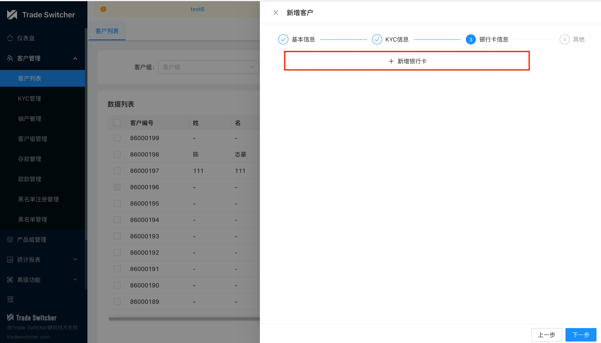 Trade Switcher
仪表盘
客户管理
客户列表
KYC管理
销户管理
客户组管理
存款管理
取款管理
黑名单注册管理
黑名单管理
产品组管理
统计报表
高级功能
Trade Switcher
由Trade Switcher提供技术支持
tradeswitcher.com
test6
客户列表
客户组:
客户组
数据列表
客户编号 姓 名
86000199 - -
86000198 陈 志豪
86000197 111 111
86000196 - -
86000195 - -
86000194 - -
86000193 - -
86000192 - -
86000191 - -
86000190 - -
86000189 - -
新增客户
基本信息
KYC信息
3 银行卡信息
4 其他
+ 新增银行卡
上一步
下一步